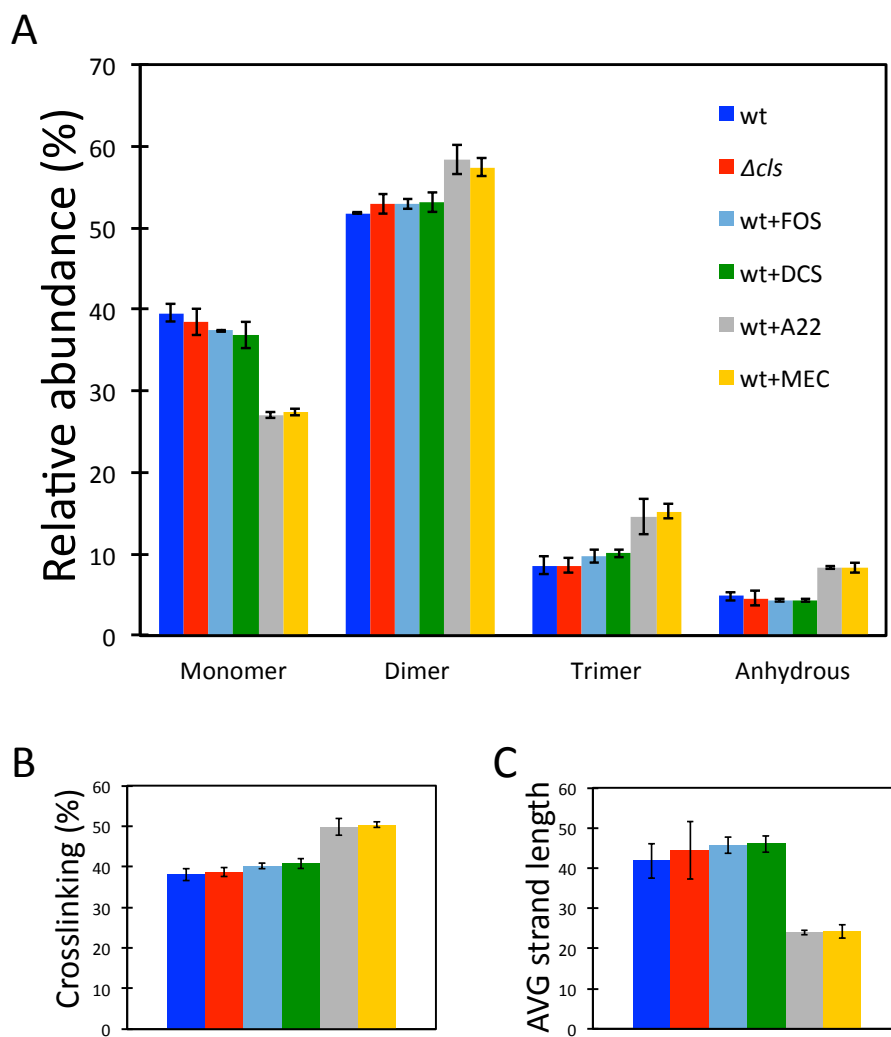 A
Relative abundance (%)
70
60
50
40
30
20
10
0
wt
Δcls
wt+FOS
wt+DCS
wt+A22
wt+MEC
Monomer
Dimer
Trimer
Anhydrous
B
Crosslinking (%)
60
50
40
30
20
10
0
C
AVG strand length
60
50
40
30
20
10
0